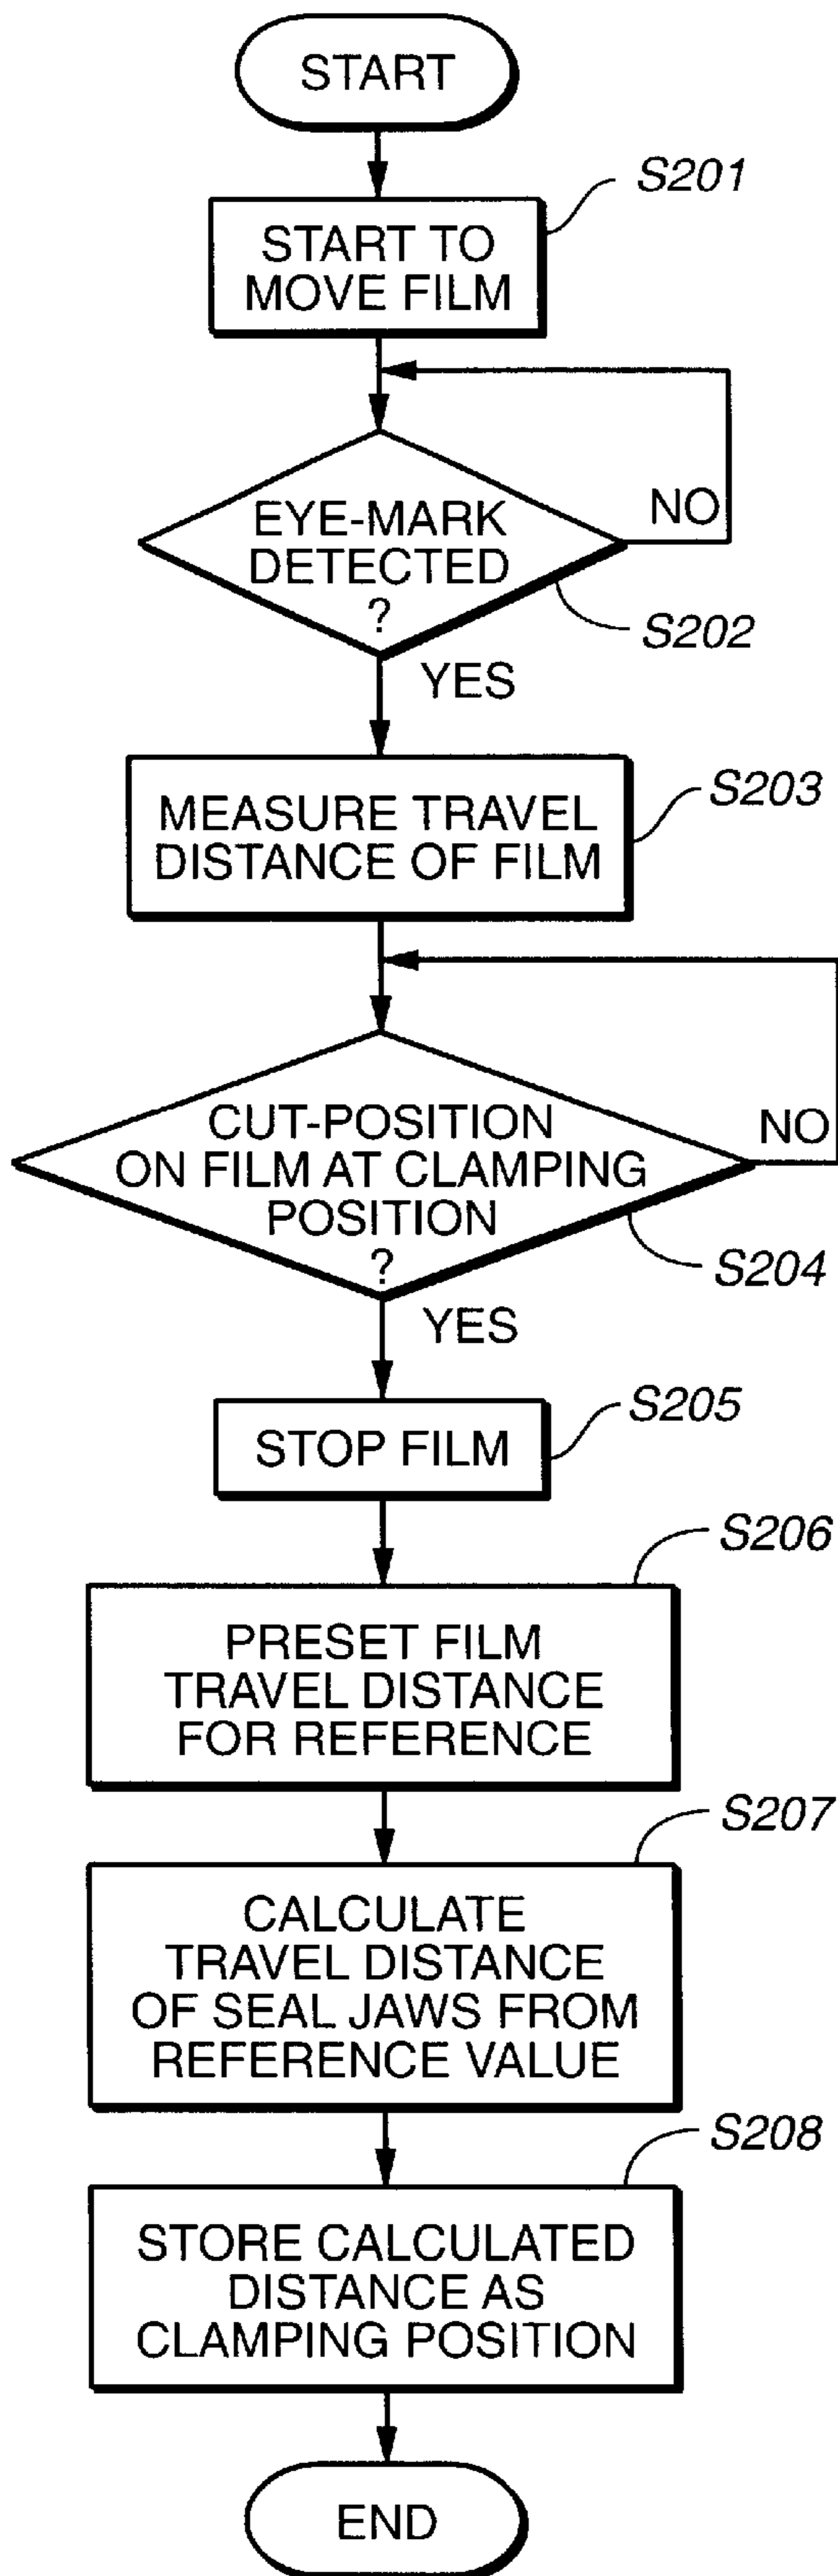 START
S201
START TO
MOVE FILM
NO
EYE-MARK
DETECTED
?
S202
YES
S203
MEASURE TRAVEL
DISTANCE OF FILM
NO
CUT-POSITION
ON FILM AT CLAMPING
POSITION
?
S204
YES
S205
STOP FILM
S206
PRESET FILM
TRAVEL DISTANCE
FOR REFERENCE
S207
CALCULATE
TRAVEL DISTANCE
OF SEAL JAWS FROM
REFERENCE VALUE
S208
STORE CALCULATED
DISTANCE AS
CLAMPING POSITION
END